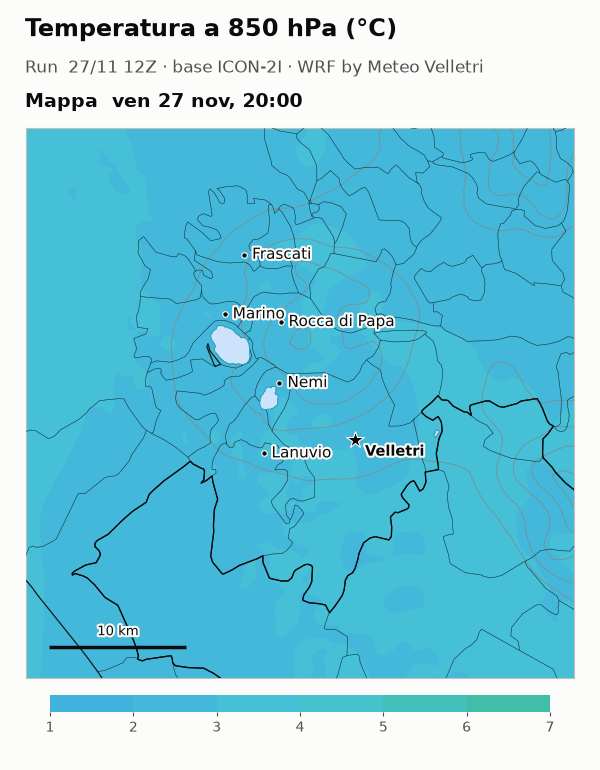 Temperatura a 850 hPa (°C)
Run  27/11 12Z · base ICON-2I · WRF by Meteo Velletri
Mappa  ven 27 nov, 20:00
Frascati
Marino
Rocca di Papa
Nemi
Velletri
Lanuvio
10 km
1 2 3 4 5 6 7